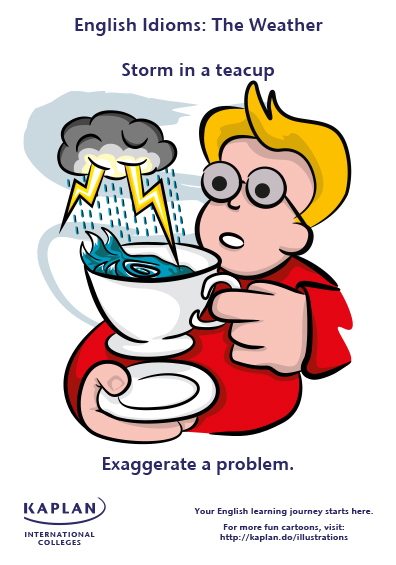 English Idioms: The Weather
Storm in a teacup
Exaggerate a problem.
KAPLAN
INTERNATIONAL
COLLEGES
Your English learning journey starts here.
For more fun cartoons, visit:
http://kaplan.do/illustrations